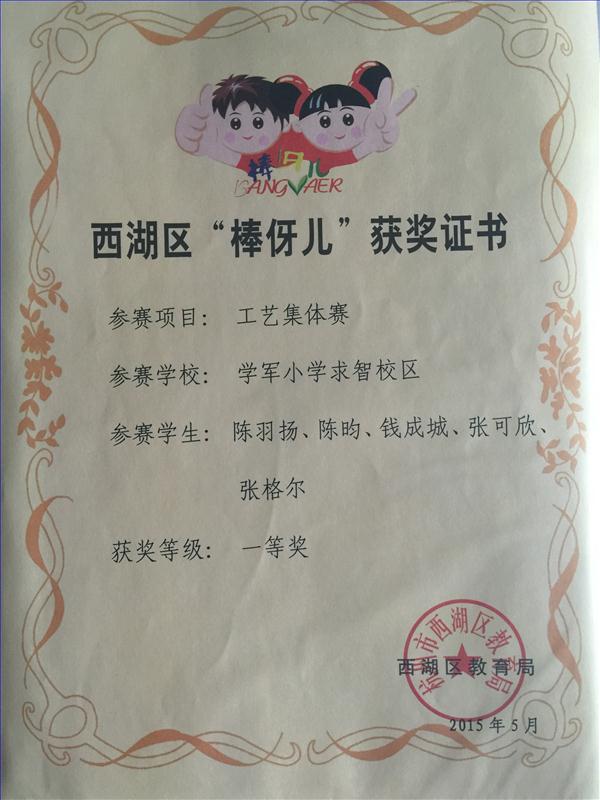 棒伢儿
BANGYAER
西湖区“棒伢儿”获奖证书
参赛项目： 工艺集体赛
参赛学校： 学军小学求智校区
参赛学生： 陈羽扬、陈昀、钱成城、张可欣、
张格尔
获奖等级： 一等奖
杭州市西湖区教育局
西湖区教育局
2015年5月